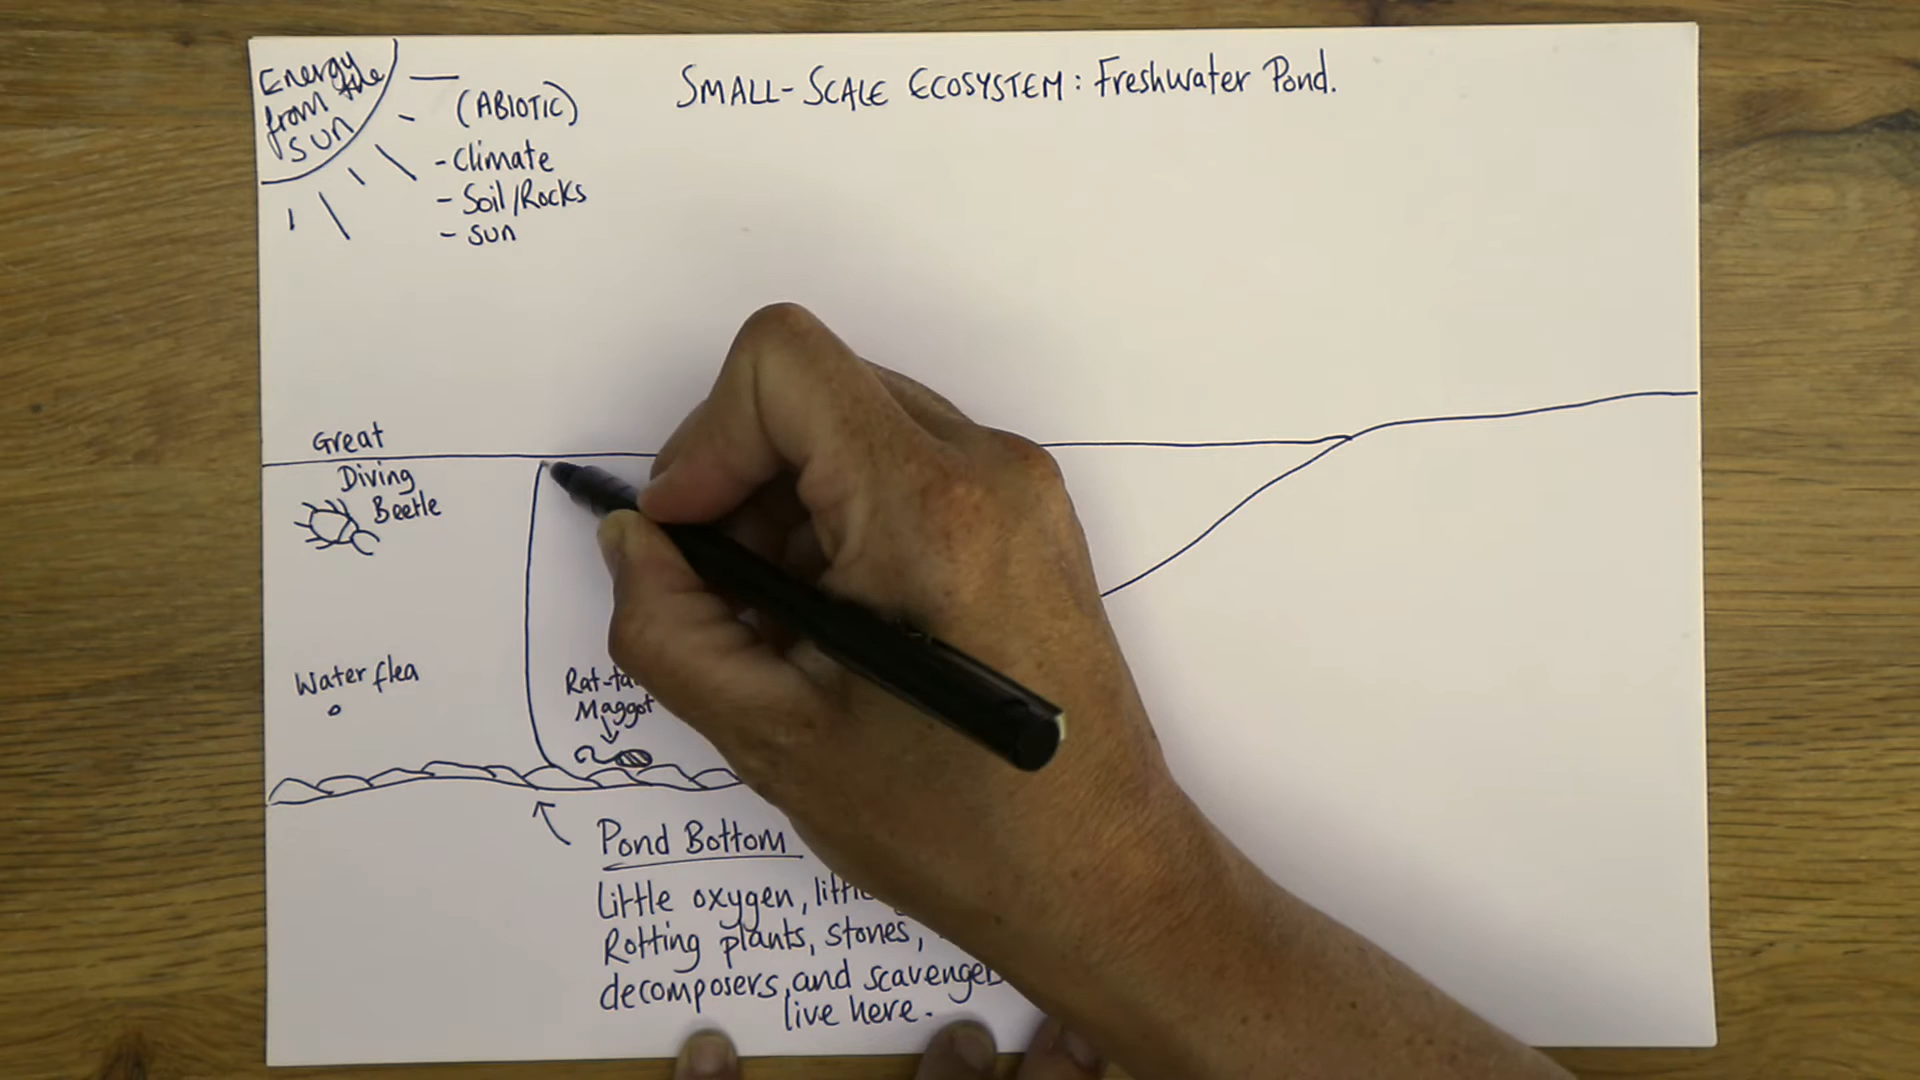 Energy
from the
sun
(ABIOTIC)
- Climate
- Soil/Rocks
- Sun
SMALL-SCALE ECOSYSTEM: Freshwater Pond.
Great
Diving
Beetle
Water flea
Maggot
Pond Bottom
Little oxygen,
Rotting plants, stones,
decomposers, and scavengers
live here.